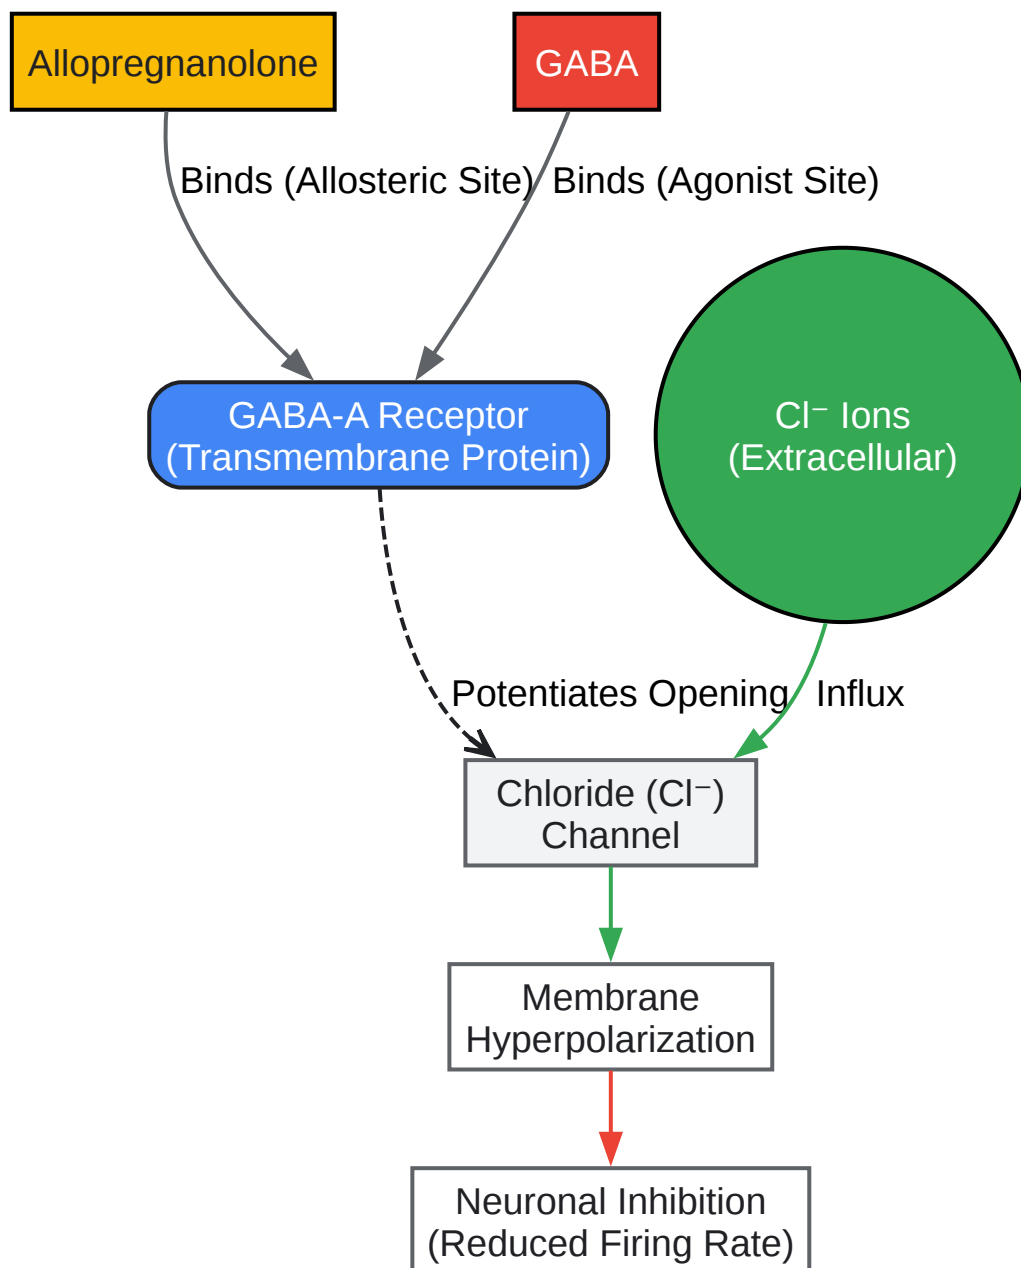 Allopregnanolone
GABA
Binds (Allosteric Site)
Binds (Agonist Site)
GABA-A Receptor
(Transmembrane Protein)
Cl⁻ Ions
(Extracellular)
Potentiates Opening
Influx
Chloride (Cl⁻)
Channel
Membrane
Hyperpolarization
Neuronal Inhibition
(Reduced Firing Rate)